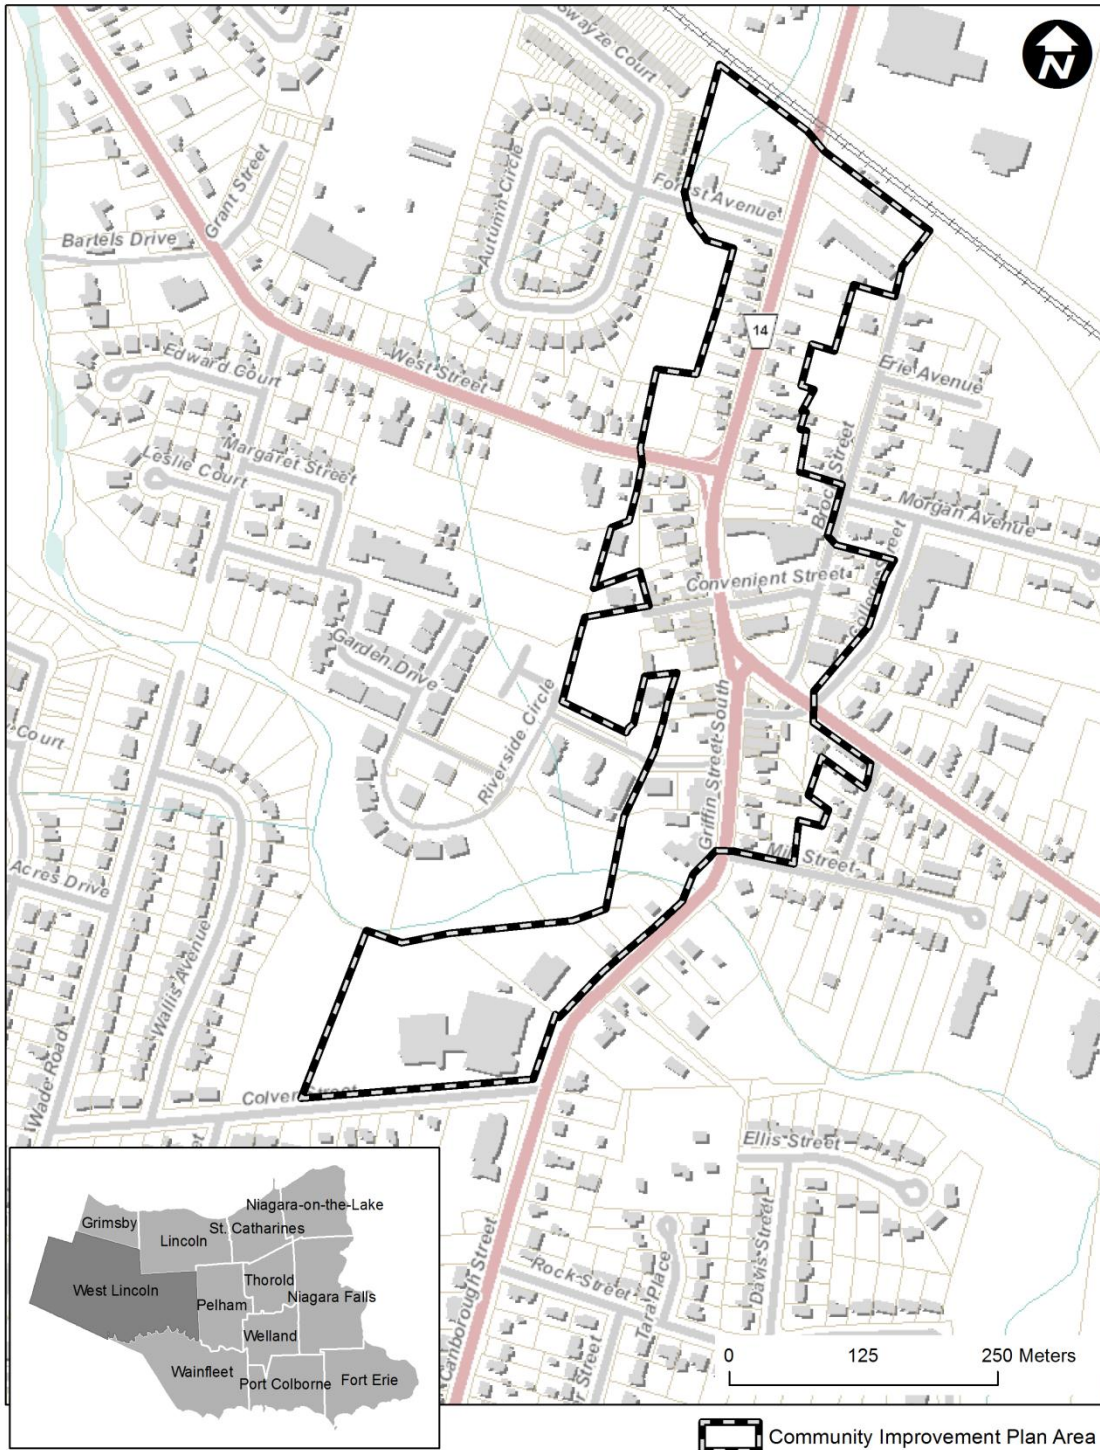 Swayze Court
N
Autumn Circle
Forest Avenue
Grant Street
Bartels Drive
14
West Street
Edward Court
Erie Avenue
Margaret Street
Leslie Court
Brock Street
Morgan Avenue
College Street
Convenient Street
Garden Drive
Riverside Circle
Griffin Street South
Court
Mill Street
Acres Drive
Wallis Avenue
Wade Road
Colver Street
Ellis Street
Davis Street
Rock Street
Tara Place
Canborough Street
Street
Niagara-on-the-Lake
Grimsby
St. Catharines
Lincoln
West Lincoln
Thorold
Pelham
Niagara Falls
Welland
Wainfleet
Port Colborne
Fort Erie
0 125 250 Meters
Community Improvement Plan Area